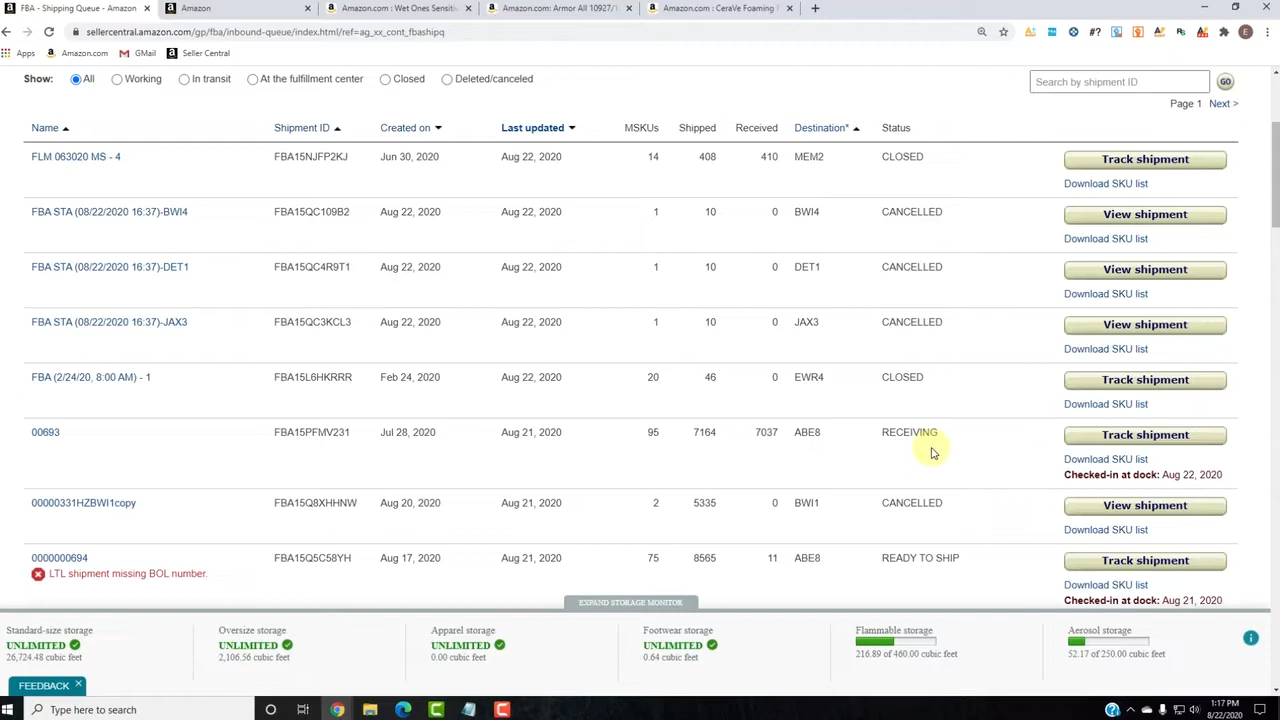 FBA - Shipping Queue - Amazon
Amazon
Amazon.com : Wet Ones Sensiti
Amazon.com: Armor All 10927/1
Amazon.com : CeraVe Foaming F
sellercentral.amazon.com/gp/fba/inbound-queue/index.html/ref=ag_xx_cont_fbashipq
Apps Amazon.com GMail Seller Central
Show: All Working In transit At the fulfillment center Closed Deleted/canceled
Search by shipment ID GO
Page 1 Next >
Name Shipment ID Created on Last updated MSKUs Shipped Received Destination* Status
FLM 063020 MS - 4 FBA15NJFP2KJ Jun 30, 2020 Aug 22, 2020 14 408 410 MEM2 CLOSED Track shipment
Download SKU list
FBA STA (08/22/2020 16:37)-BWI4 FBA15QC109B2 Aug 22, 2020 Aug 22, 2020 1 10 0 BWI4 CANCELLED View shipment
Download SKU list
FBA STA (08/22/2020 16:37)-DET1 FBA15QC4R9T1 Aug 22, 2020 Aug 22, 2020 1 10 0 DET1 CANCELLED View shipment
Download SKU list
FBA STA (08/22/2020 16:37)-JAX3 FBA15QC3KCL3 Aug 22, 2020 Aug 22, 2020 1 10 0 JAX3 CANCELLED View shipment
Download SKU list
FBA (2/24/20, 8:00 AM) - 1 FBA15L6HKRRR Feb 24, 2020 Aug 22, 2020 20 46 0 EWR4 CLOSED Track shipment
Download SKU list
00693 FBA15PFMV231 Jul 28, 2020 Aug 21, 2020 95 7164 7037 ABE8 RECEIVING Track shipment
Download SKU list
Checked-in at dock: Aug 22, 2020
00000331HZBWI1copy FBA15Q8XHHNW Aug 20, 2020 Aug 21, 2020 2 5335 0 BWI1 CANCELLED View shipment
Download SKU list
0000000694 FBA15Q5C58YH Aug 17, 2020 Aug 21, 2020 75 8565 11 ABE8 READY TO SHIP Track shipment
LTL shipment missing BOL number.
Download SKU list
Checked-in at dock: Aug 21, 2020
EXPAND STORAGE MONITOR
Standard-size storage Oversize storage Apparel storage Footwear storage Flammable storage Aerosol storage
UNLIMITED UNLIMITED UNLIMITED UNLIMITED
26,724.48 cubic feet 2,106.56 cubic feet 0.00 cubic feet 0.64 cubic feet 216.89 of 460.00 cubic feet 52.17 of 250.00 cubic feet
FEEDBACK
Type here to search
1:17 PM
8/22/2020